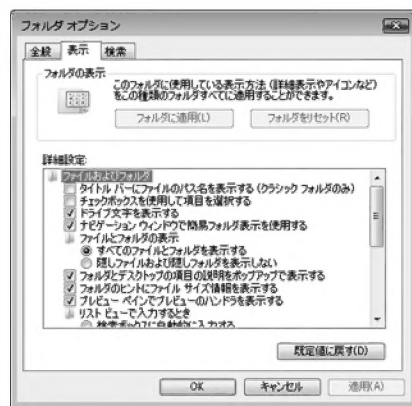 フォルダ オプション
全般 表示 検索
フォルダの表示
このフォルダに使用している表示方法 (詳細表示やアイコンなど)
をこの種類のフォルダすべてに適用することができます。
フォルダに適用(L) フォルダをリセット(R)
詳細設定:
ファイルおよびフォルダ
タイトル バーにファイルのパス名を表示する (クラシック フォルダのみ)
チェックボックスを使用して項目を選択する
ドライブ文字を表示する
ナビゲーション ウィンドウで簡易フォルダ表示を使用する
ファイルとフォルダの表示
すべてのファイルとフォルダを表示する
隠しファイルおよび隠しフォルダを表示しない
フォルダとデスクトップの項目の説明をポップアップで表示する
フォルダのヒントにファイル サイズ情報を表示する
プレビュー ペインでプレビューのハンドラを表示する
リスト ビューで入力するとき
検索ボックスに自動的に入力する
既定値に戻す(D)
OK キャンセル 適用(A)